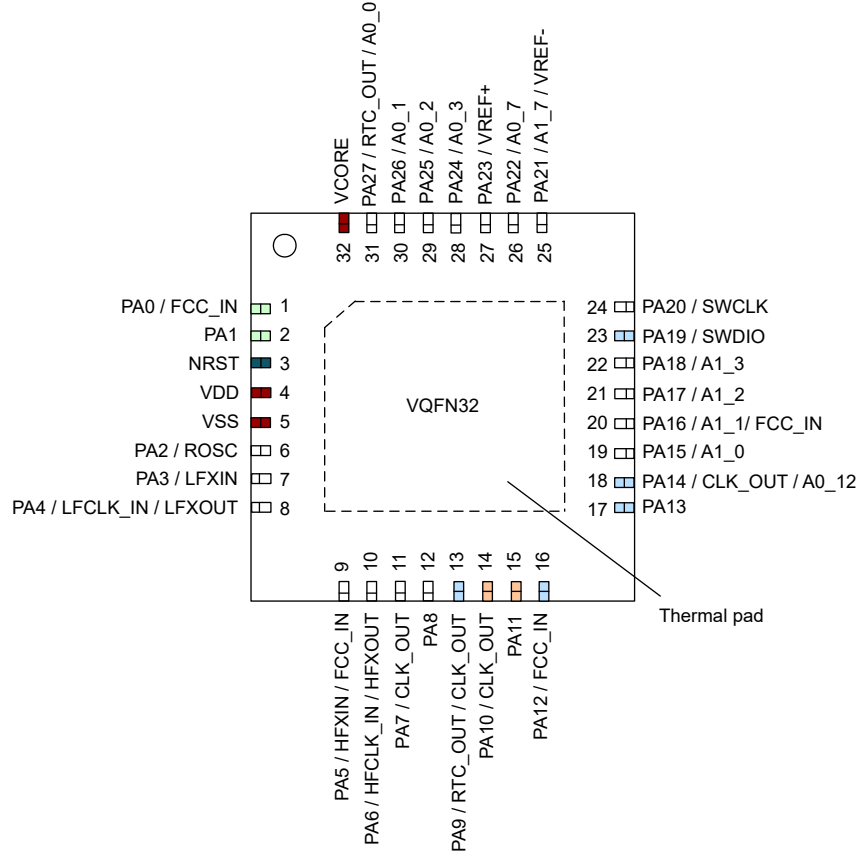 VCORE
PA27 / RTC_OUT / A0_0
PA26 / A0_1
PA25 / A0_2
PA24 / A0_3
PA23 / VREF+
PA22 / A0_7
PA21 / A1_7 / VREF-
32
31
30
29
28
27
26
25
PA0 / FCC_IN 1
PA1 2
NRST 3
VDD 4
VSS 5
PA2 / ROSC 6
PA3 / LFXIN 7
PA4 / LFCLK_IN / LFXOUT 8
VQFN32
24 PA20 / SWCLK
23 PA19 / SWDIO
22 PA18 / A1_3
21 PA17 / A1_2
20 PA16 / A1_1/ FCC_IN
19 PA15 / A1_0
18 PA14 / CLK_OUT / A0_12
17 PA13
9
10
11
12
13
14
15
16
PA5 / HFXIN / FCC_IN
PA6 / HFCLK_IN / HFXOUT
PA7 / CLK_OUT
PA8
PA9 / RTC_OUT / CLK_OUT
PA10 / CLK_OUT
PA11
PA12 / FCC_IN
Thermal pad